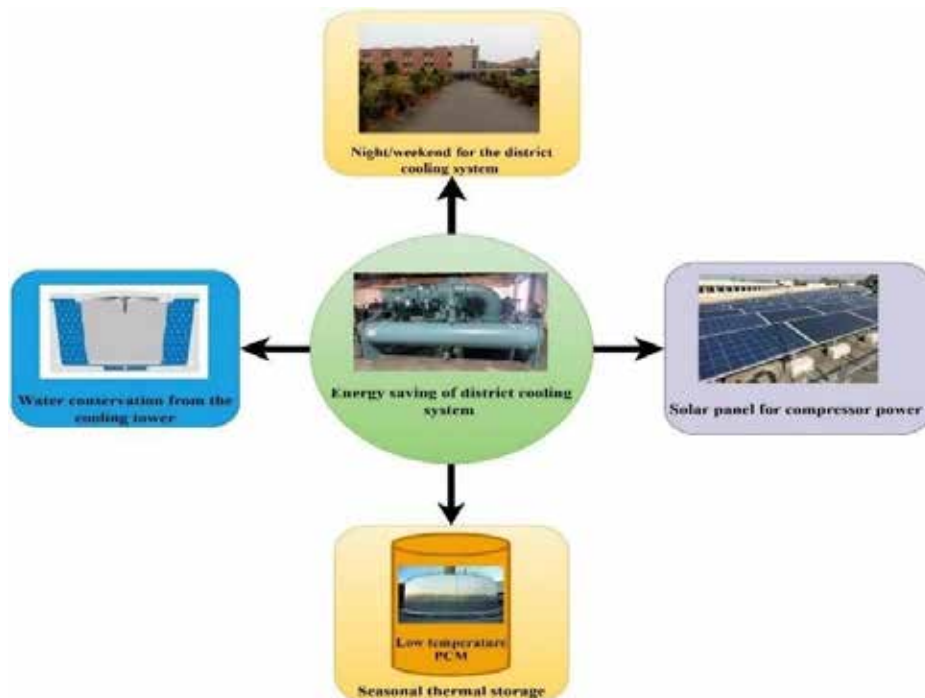 Night/weekend for the district
cooling system
Energy saving of district cooling
system
Water conservation from the
cooling tower
Solar panel for compressor power
Low temperature
PCM
Seasonal thermal storage